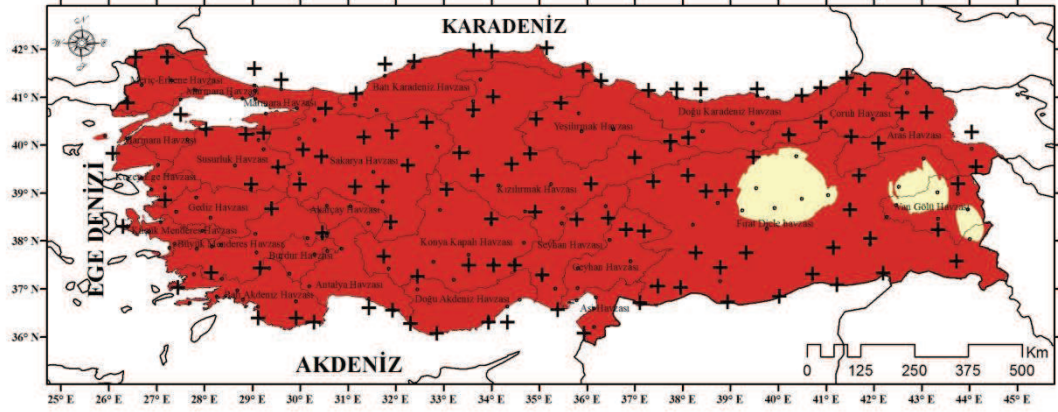 KARADENİZ
42° N
41° N
40° N
39° N
38° N
37° N
36° N
EGE DENİZİ
Meriç-Ergene Havzası
Marmara Havzası
Marmara Havzası
Marmara Havzası
Batı Karadeniz Havzası
Yeşilırmak Havzası
Doğu Karadeniz Havzası
Çoruh Havzası
Aras Havzası
Susurluk Havzası
Sakarya Havzası
Kuzey Ege Havzası
Kızılırmak Havzası
Gediz Havzası
Akarçay Havzası
Van Gölü Havzası
Fırat Dicle Havzası
Küçük Menderes Havzası
Büyük Menderes Havzası
Konya Kapalı Havzası
Seyhan Havzası
Burdur Havzası
Ceyhan Havzası
Antalya Havzası
Batı Akdeniz Havzası
Doğu Akdeniz Havzası
Asi Havzası
AKDENİZ
Km
0 125 250 375 500
25° E 26° E 27° E 28° E 29° E 30° E 31° E 32° E 33° E 34° E 35° E 36° E 37° E 38° E 39° E 40° E 41° E 42° E 43° E 44° E 45° E